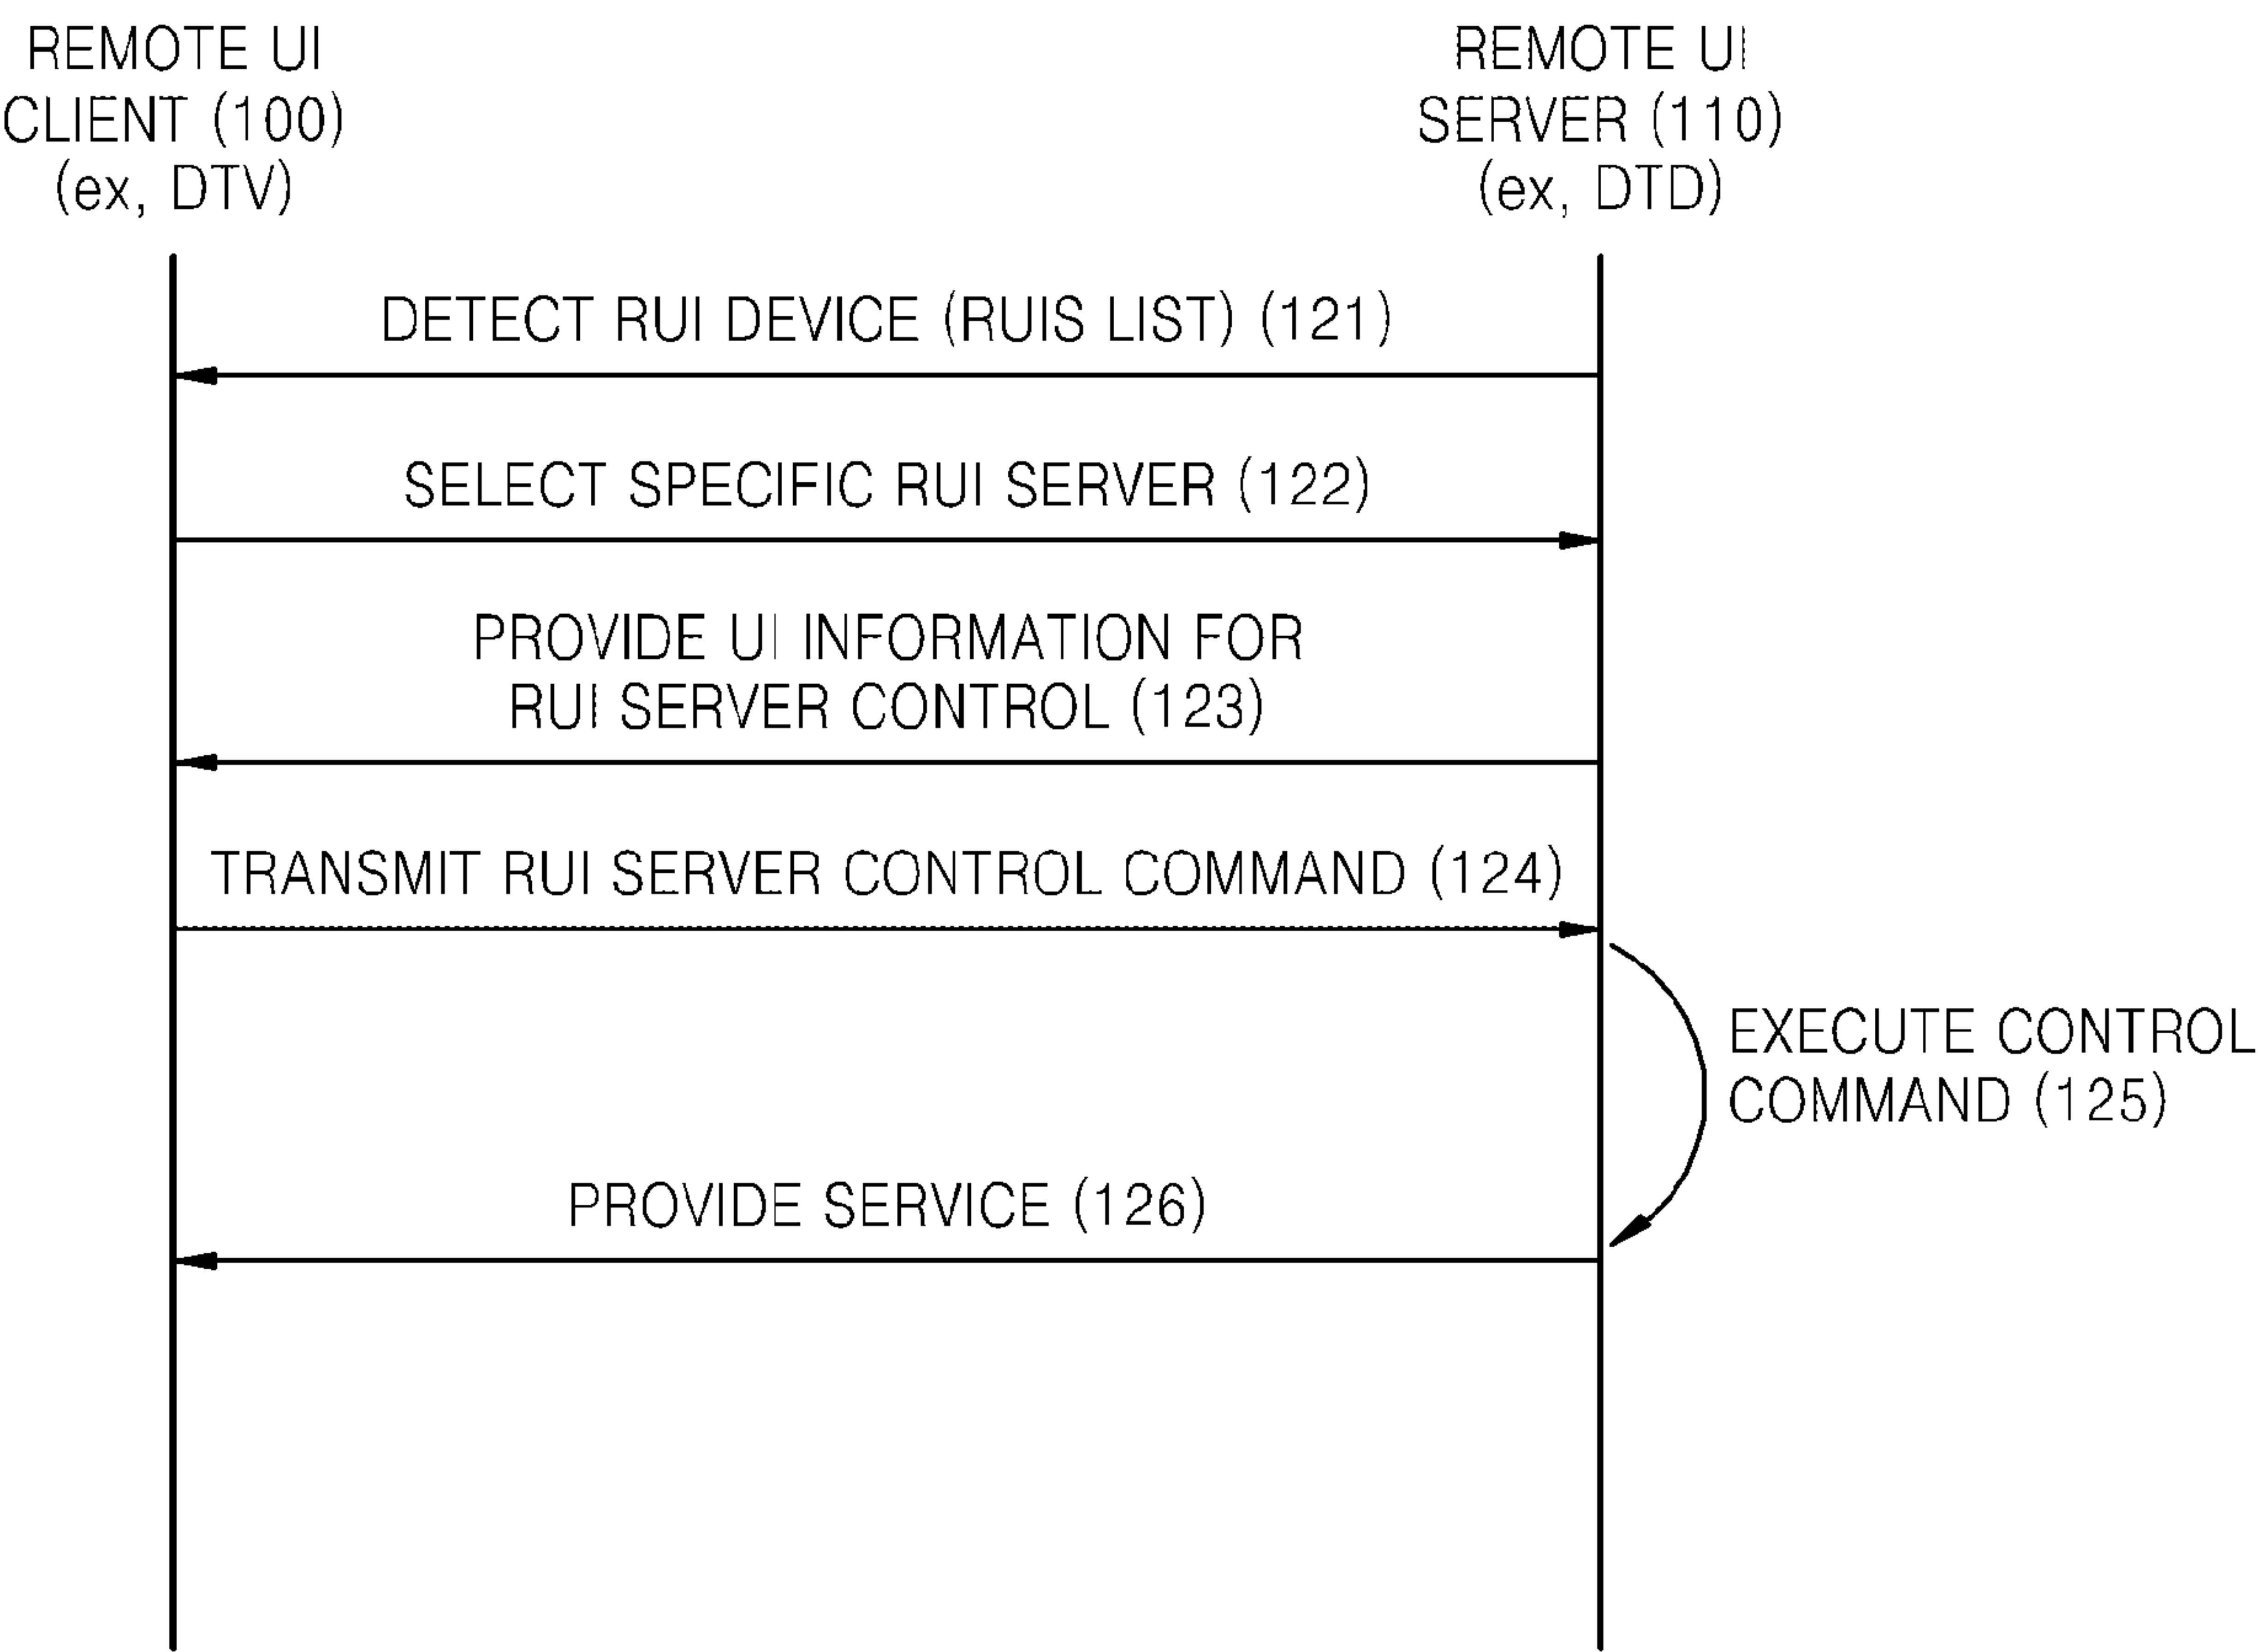 REMOTE UI
CLIENT (100)
(ex, DTV)
REMOTE UI
SERVER (110)
(ex, DTD)
DETECT RUI DEVICE (RUIS LIST) (121)
SELECT SPECIFIC RUI SERVER (122)
PROVIDE UI INFORMATION FOR
RUI SERVER CONTROL (123)
TRANSMIT RUI SERVER CONTROL COMMAND (124)
EXECUTE CONTROL
COMMAND (125)
PROVIDE SERVICE (126)